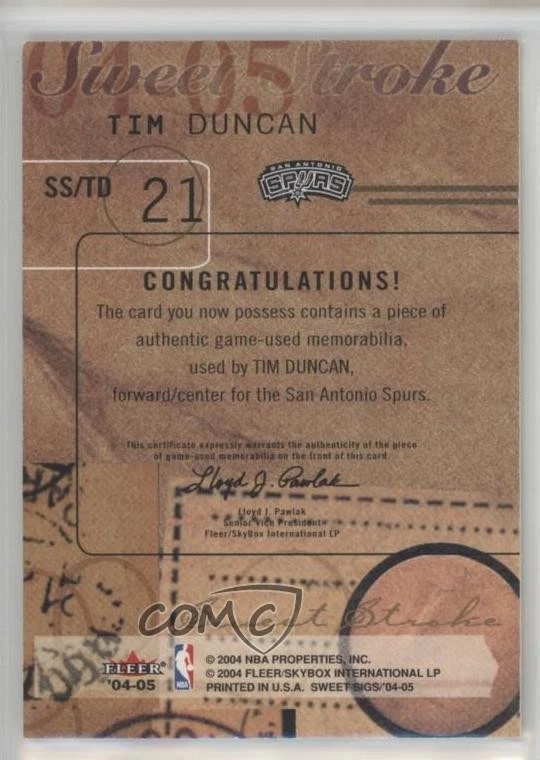 04-05
Sweet Stroke
TIM DUNCAN
SS/TD 21
SAN ANTONIO
SPURS
CONGRATULATIONS!
The card you now possess contains a piece of
authentic game-used memorabilia,
used by TIM DUNCAN,
forward/center for the San Antonio Spurs.
This certificate expressly warrants the authenticity of the piece
of game-used memorabilia on the front of this card.
Lloyd J. Pawlak
Lloyd J. Pawlak
Senior Vice President
Fleer/SkyBox International LP
Sweet Stroke
COMC
FLEER
'04-05
NBA
© 2004 NBA PROPERTIES, INC.
© 2004 FLEER/SKYBOX INTERNATIONAL LP
PRINTED IN U.S.A. SWEET SIGS/'04-05